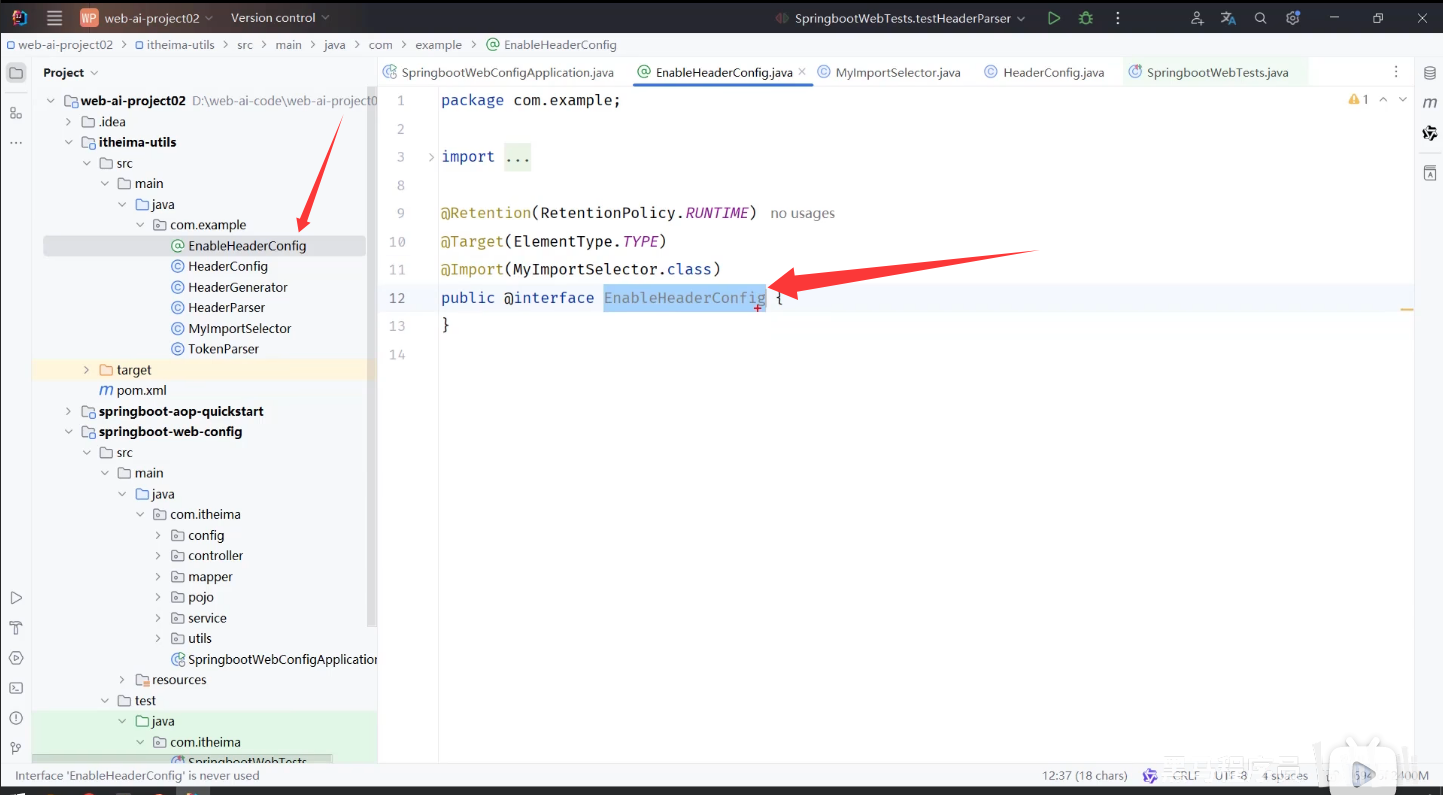 WP web-ai-project02 Version control SpringbootWebTests.testHeaderParser
web-ai-project02 itheima-utils src main java com example EnableHeaderConfig
Project
SpringbootWebConfigApplication.java EnableHeaderConfig.java MyImportSelector.java HeaderConfig.java SpringbootWebTests.java
web-ai-project02 D:\web-ai-code\web-ai-project0
.idea
itheima-utils
src
main
java
com.example
EnableHeaderConfig
HeaderConfig
HeaderGenerator
HeaderParser
MyImportSelector
TokenParser
target
pom.xml
springboot-aop-quickstart
springboot-web-config
src
main
java
com.itheima
config
controller
mapper
pojo
service
utils
SpringbootWebConfigApplication
resources
test
java
com.itheima
SpringbootWebTests
1 package com.example;
2
3 import ...
8
9 @Retention(RetentionPolicy.RUNTIME) no usages
10 @Target(ElementType.TYPE)
11 @Import(MyImportSelector.class)
12 public @interface EnableHeaderConfig {
13 }
14
1
Interface 'EnableHeaderConfig' is never used
12:37 (18 chars) CRLF UTF-8 4 spaces